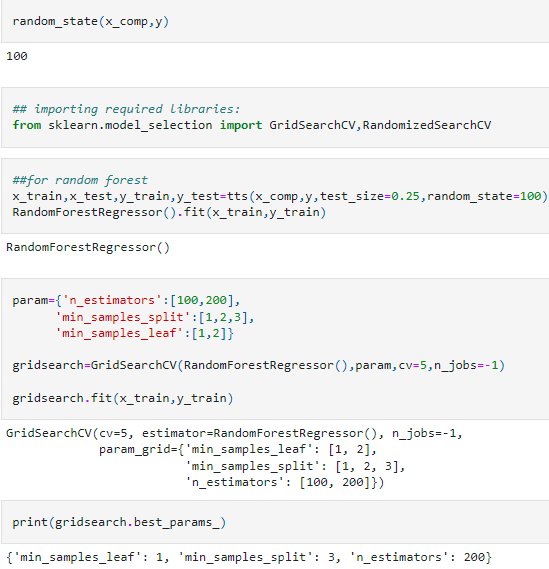 random_state(x_comp,y)
100
## importing required libraries:
from sklearn.model_selection import GridSearchCV,RandomizedSearchCV
##for random forest
x_train,x_test,y_train,y_test=tts(x_comp,y,test_size=0.25,random_state=100)
RandomForestRegressor().fit(x_train,y_train)
RandomForestRegressor()
param={'n_estimators':[100,200],
'min_samples_split':[1,2,3],
'min_samples_leaf':[1,2]}
gridsearch=GridSearchCV(RandomForestRegressor(),param,cv=5,n_jobs=-1)
gridsearch.fit(x_train,y_train)
GridSearchCV(cv=5, estimator=RandomForestRegressor(), n_jobs=-1,
param_grid={'min_samples_leaf': [1, 2],
'min_samples_split': [1, 2, 3],
'n_estimators': [100, 200]})
print(gridsearch.best_params_)
{'min_samples_leaf': 1, 'min_samples_split': 3, 'n_estimators': 200}